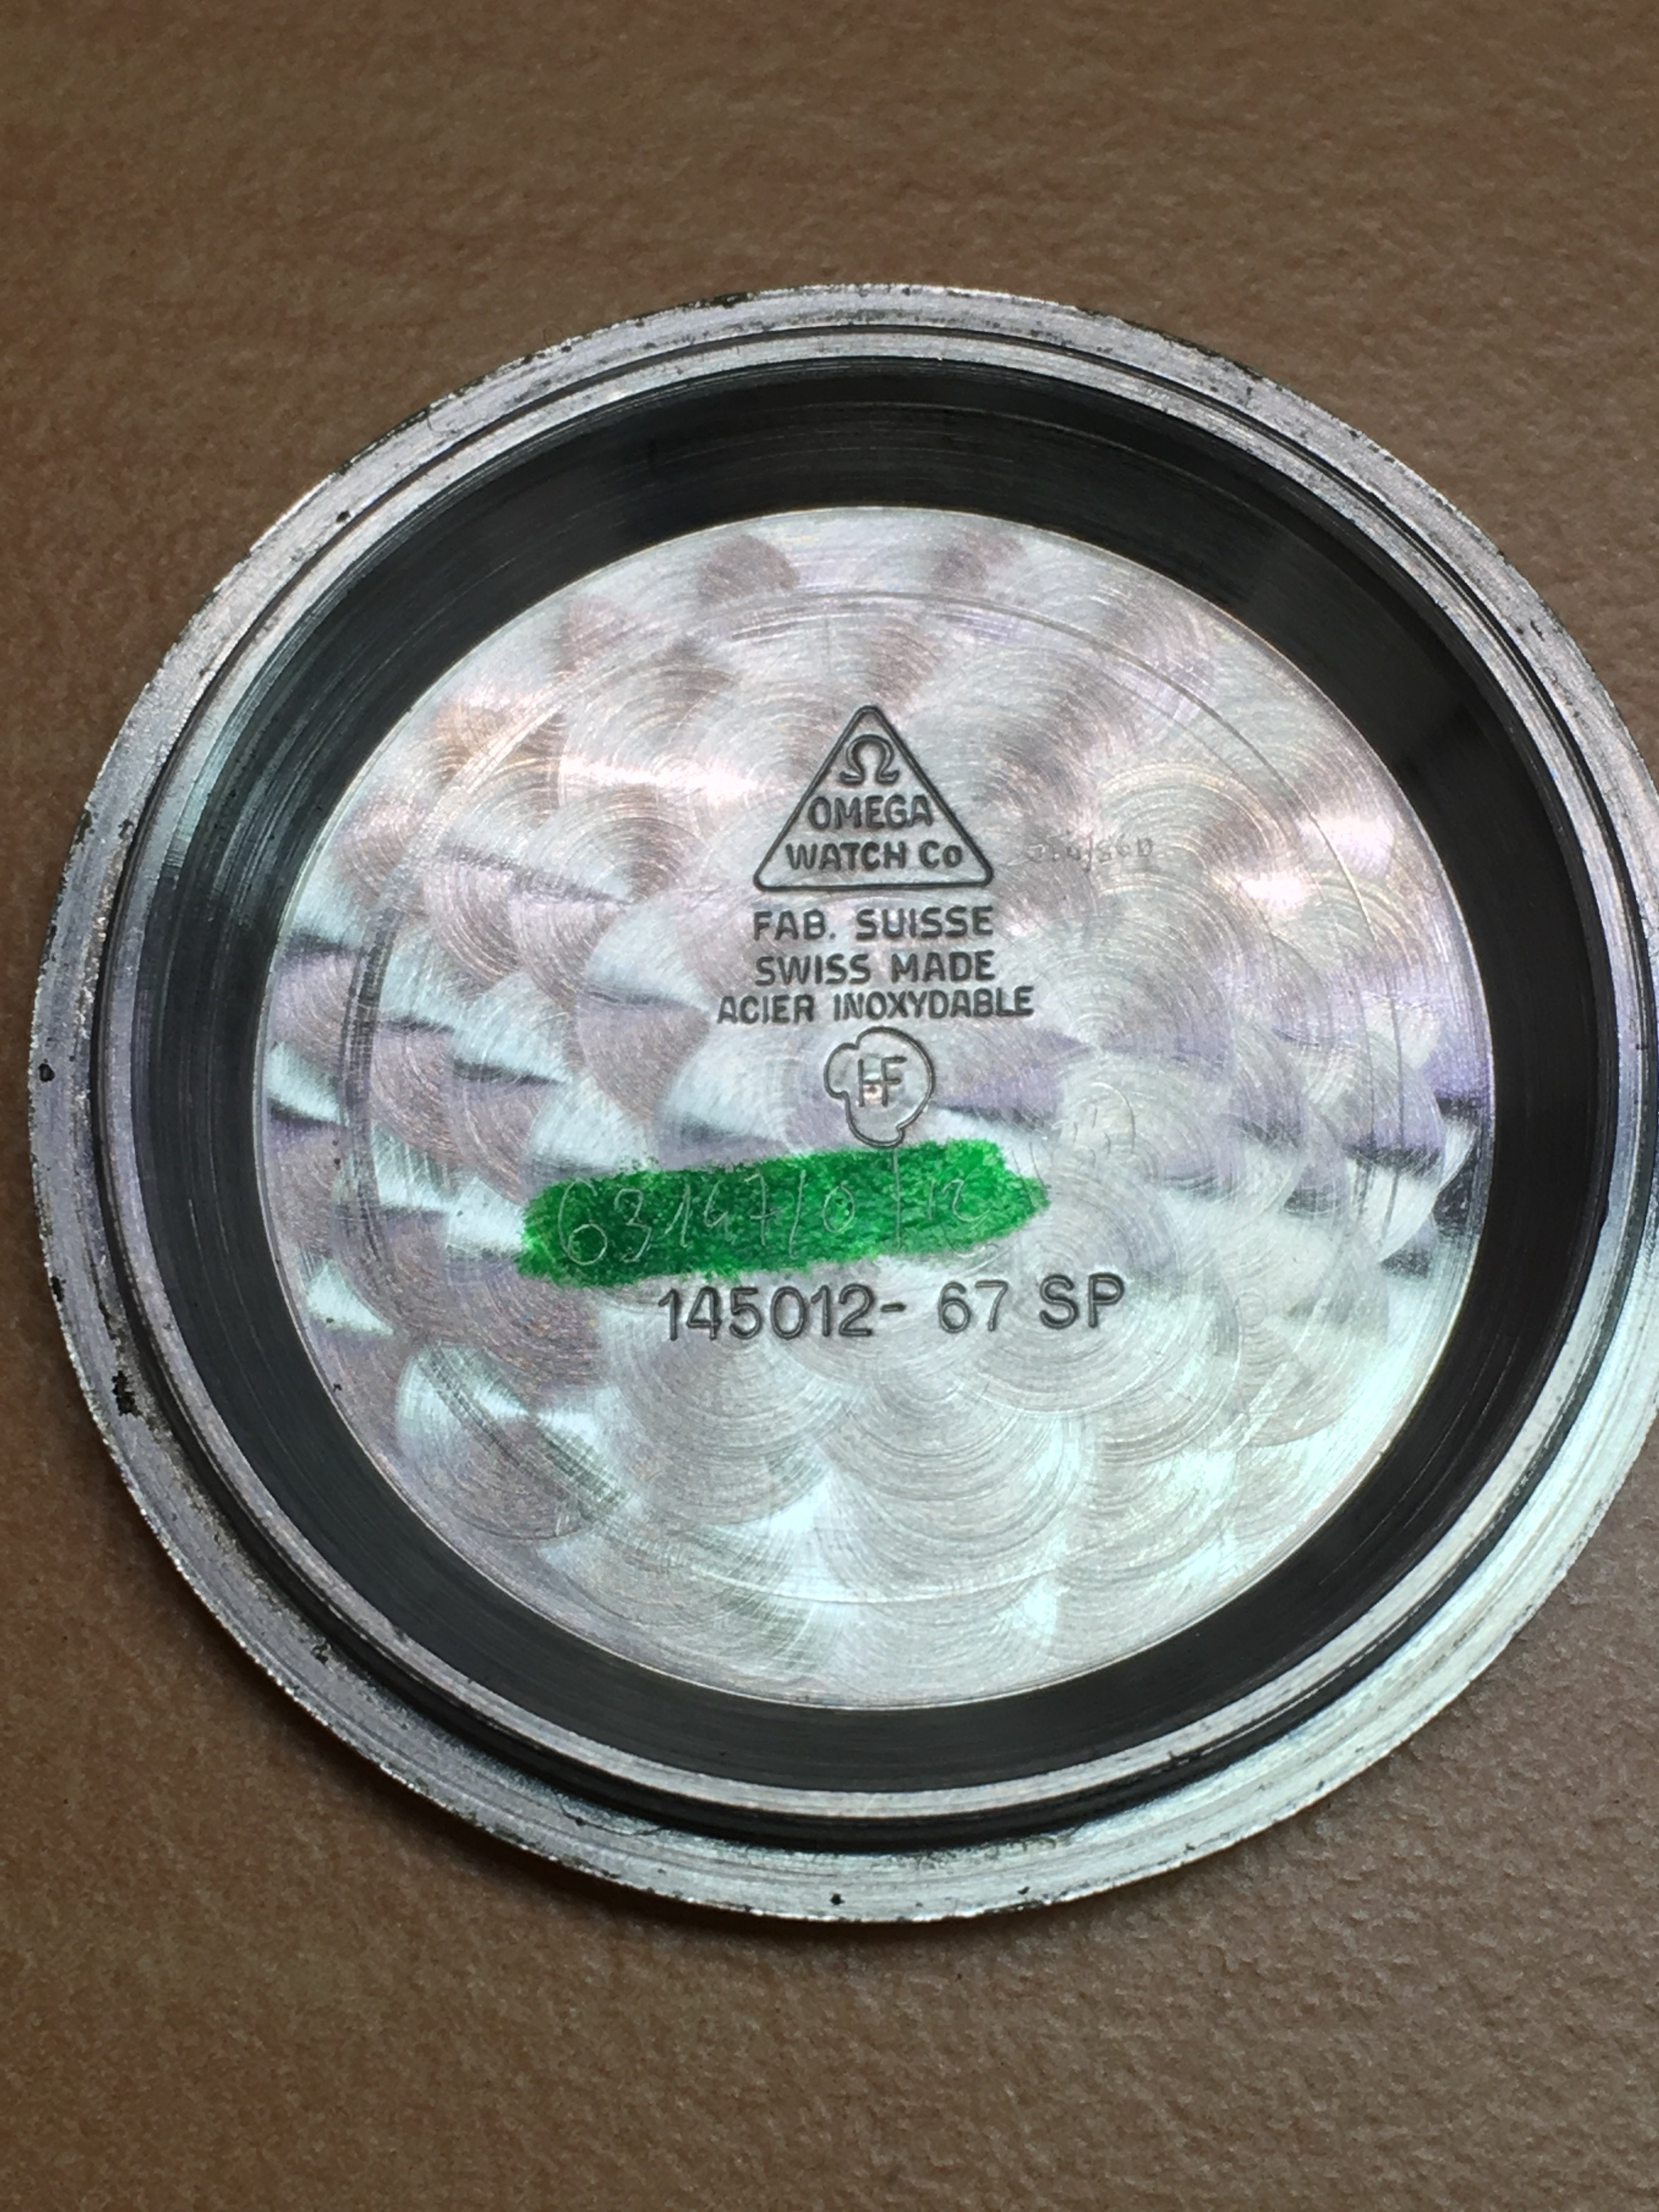 Ω
OMEGA
WATCH Co
FAB. SUISSE
SWISS MADE
ACIER INOXYDABLE
HF
145012- 67 SP